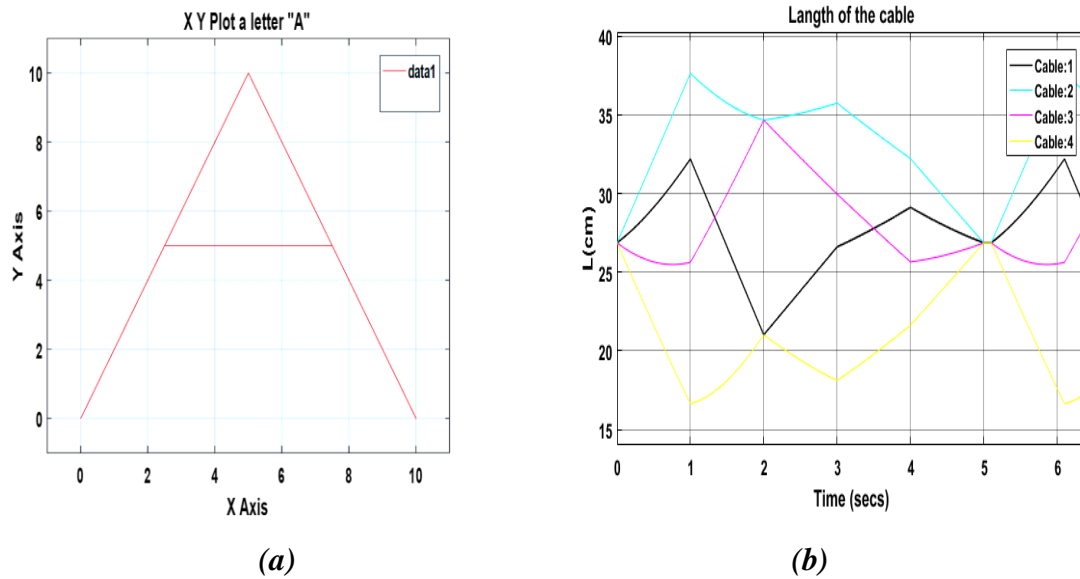 X Y Plot a letter "A"
data1
10
8
6
4
2
0
Y Axis
0 2 4 6 8 10
X Axis
(a)
Langth of the cable
Cable:1
Cable:2
Cable:3
Cable:4
40
35
30
25
20
15
L(cm)
0 1 2 3 4 5 6
Time (secs)
(b)